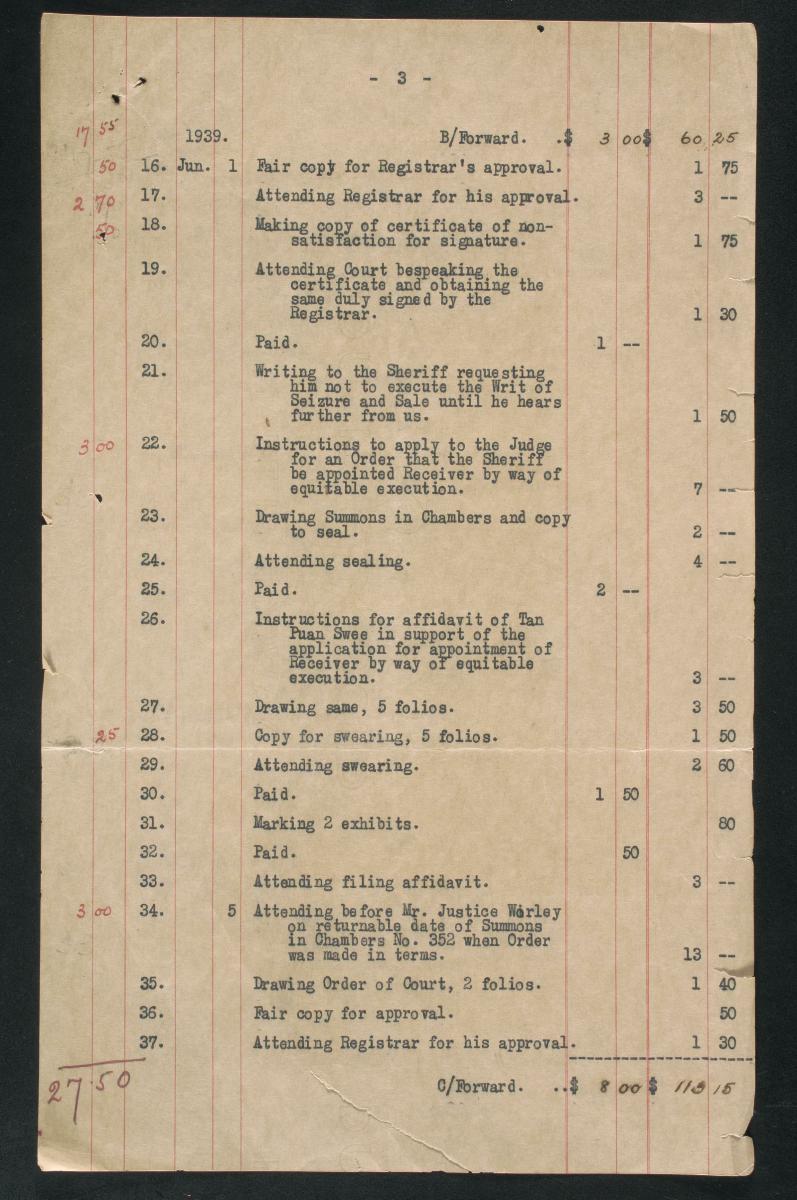 - 3 -
17 55 1939. B/Forward. .$ 3 00 $ 60 25
50 16. Jun. 1 Fair copy for Registrar's approval. 1 75
2 70 17. Attending Registrar for his approval. 3 --
50 18. Making copy of certificate of non-
satisfaction for signature. 1 75
19. Attending Court bespeaking the
certificate and obtaining the
same duly signed by the
Registrar. 1 30
20. Paid. 1 --
21. Writing to the Sheriff requesting
him not to execute the Writ of
Seizure and Sale until he hears
further from us. 1 50
3 00 22. Instructions to apply to the Judge
for an Order that the Sheriff
be appointed Receiver by way of
equitable execution. 7 --
23. Drawing Summons in Chambers and copy
to seal. 2 --
24. Attending sealing. 4 --
25. Paid. 2 --
26. Instructions for affidavit of Tan
Puan Swee in support of the
application for appointment of
Receiver by way of equitable
execution. 3 --
27. Drawing same, 5 folios. 3 50
25 28. Copy for swearing, 5 folios. 1 50
29. Attending swearing. 2 60
30. Paid. 1 50
31. Marking 2 exhibits. 80
32. Paid. 50
33. Attending filing affidavit. 3 --
3 00 34. 5 Attending before Mr. Justice Worley
on returnable date of Summons
in Chambers No. 352 when Order
was made in terms. 13 --
35. Drawing Order of Court, 2 folios. 1 40
36. Fair copy for approval. 50
37. Attending Registrar for his approval. 1 30
27.50 C/Forward. ..$ 8 00 $ 113 15